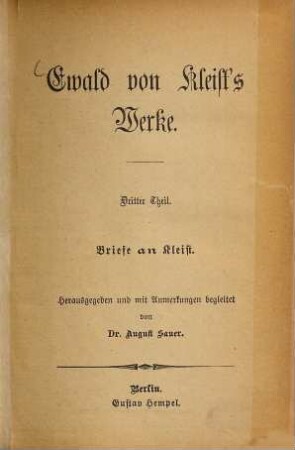 Ewald von Kleist's
Werke.
Dritter Theil.
Briefe an Kleist.
Herausgegeben und mit Anmerkungen begleitet
von
Dr. August Sauer.
Berlin.
Gustav Hempel.